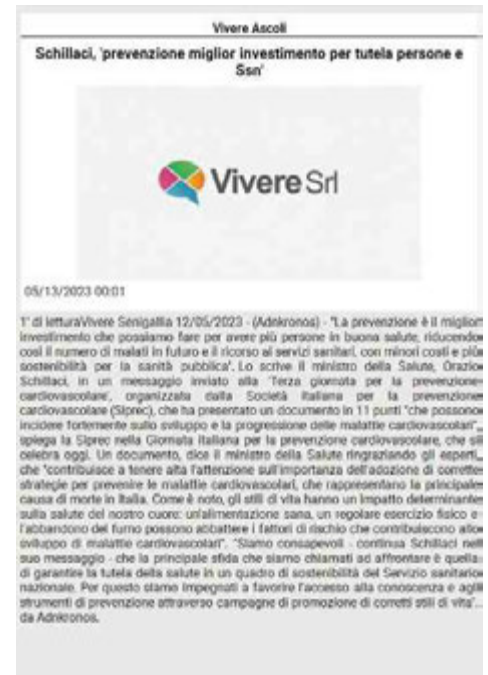 Vivere Ascoli
Schillaci, 'prevenzione miglior investimento per tutela persone e
Ssn'
Vivere Srl
05/13/2023 00:01
1' di letturaVivere Senigallia 12/05/2023 - (Adnkronos) - "La prevenzione è il miglior
investimento che possiamo fare per avere più persone in buona salute, riducendo
così il numero di malati in futuro e il ricorso ai servizi sanitari, con minori costi e più
sostenibilità per la sanità pubblica". Lo scrive il ministro della Salute, Orazio
Schillaci, in un messaggio inviato alla 'Terza giornata per la prevenzione
cardiovascolare', organizzata dalla Società italiana per la prevenzione
cardiovascolare (Siprec), che ha presentato un documento in 11 punti "che possono
incidere fortemente sullo sviluppo e la progressione delle malattie cardiovascolari",
spiega la Siprec nella Giornata italiana per la prevenzione cardiovascolare, che si
celebra oggi. Un documento, dice il ministro della Salute ringraziando gli esperti,
che "contribuisce a tenere alta l'attenzione sull'importanza dell'adozione di corrette
strategie per prevenire le malattie cardiovascolari, che rappresentano la principale
causa di morte in Italia. Come è noto, gli stili di vita hanno un impatto determinante
sulla salute del nostro cuore: un'alimentazione sana, un regolare esercizio fisico e
l'abbandono del fumo possono abbattere i fattori di rischio che contribuiscono allo
sviluppo di malattie cardiovascolari". "Siamo consapevoli - continua Schillaci nel
suo messaggio - che la principale sfida che siamo chiamati ad affrontare è quella
di garantire la tutela della salute in un quadro di sostenibilità del Servizio sanitario
nazionale. Per questo siamo impegnati a favorire l'accesso alla conoscenza e agli
strumenti di prevenzione attraverso campagne di promozione di corretti stili di vita".
da Adnkronos.